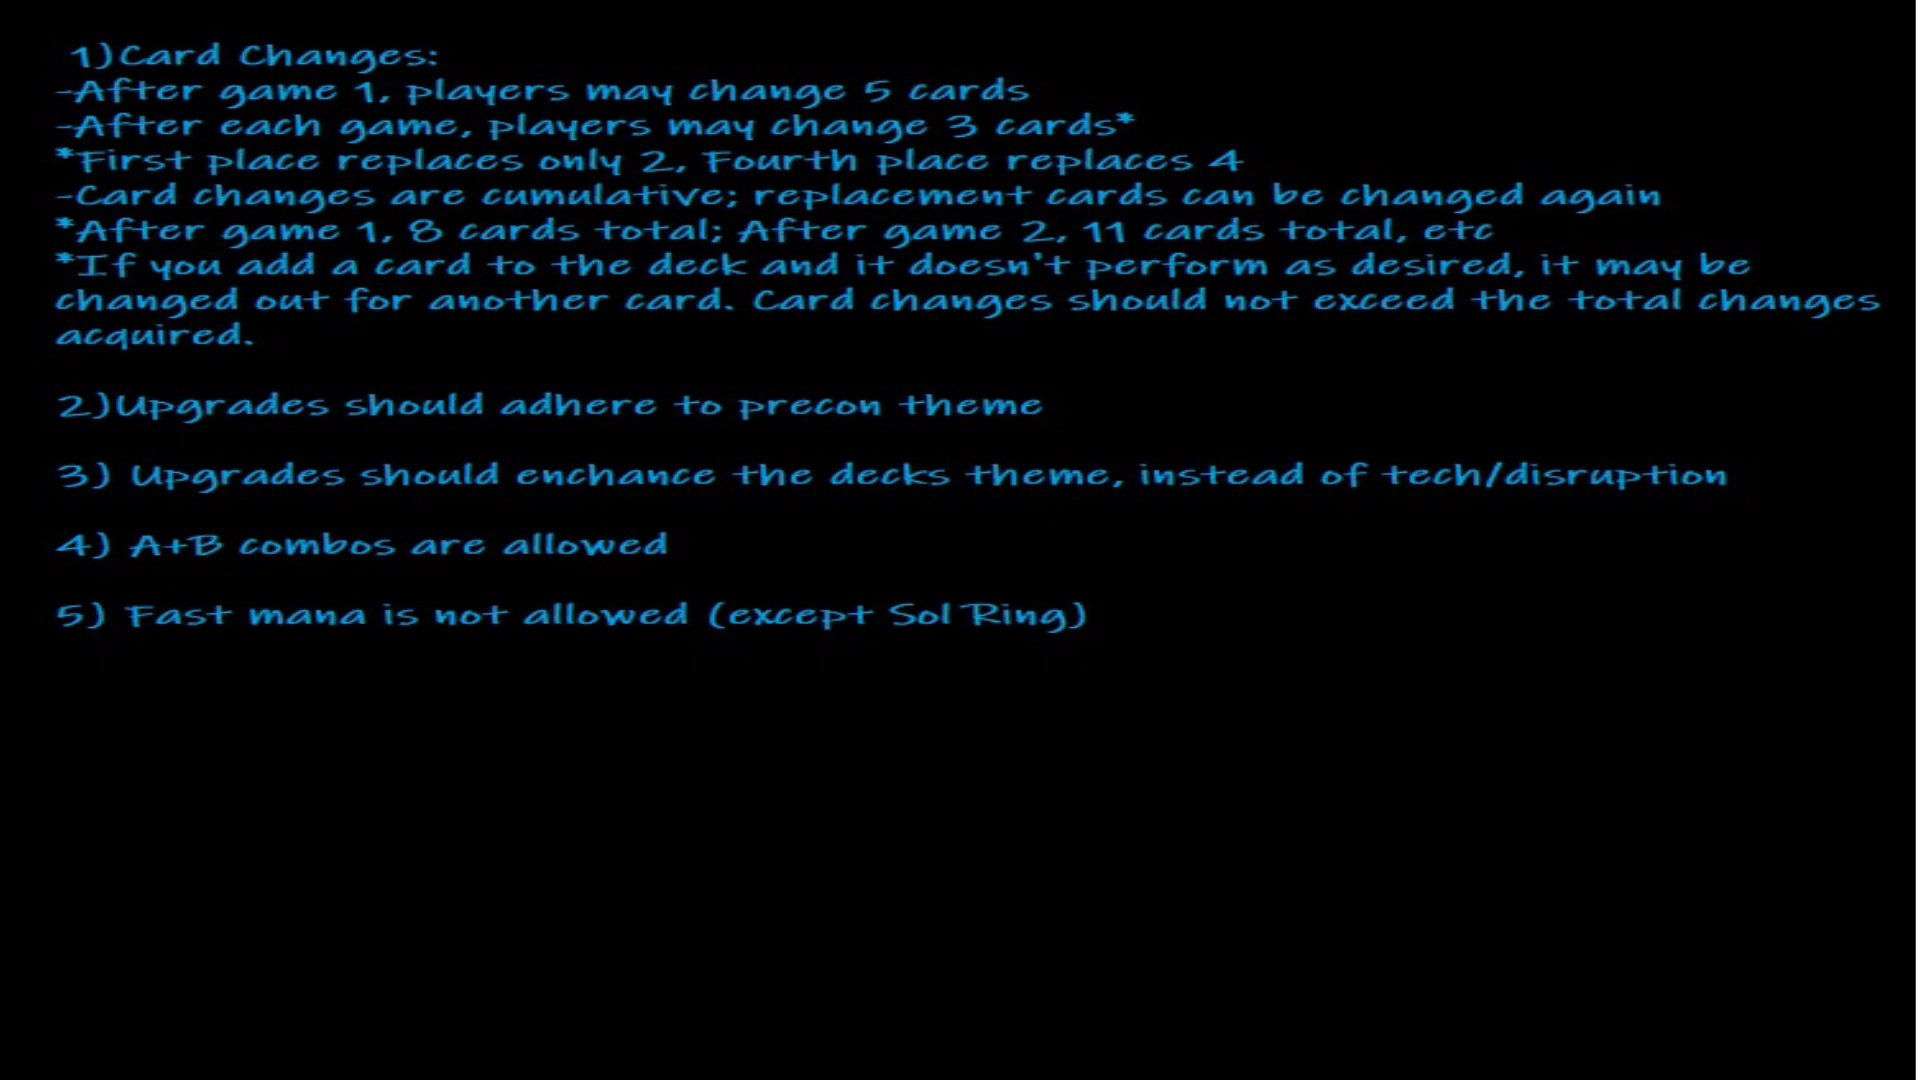 1)Card Changes:
-After game 1, players may change 5 cards
-After each game, players may change 3 cards*
*First place replaces only 2, Fourth place replaces 4
-Card changes are cumulative; replacement cards can be changed again
*After game 1, 8 cards total; After game 2, 11 cards total, etc
*If you add a card to the deck and it doesn't perform as desired, it may be
changed out for another card. Card changes should not exceed the total changes
acquired.
2)Upgrades should adhere to precon theme
3) Upgrades should enchance the decks theme, instead of tech/disruption
4) A+B combos are allowed
5) Fast mana is not allowed (except Sol Ring)